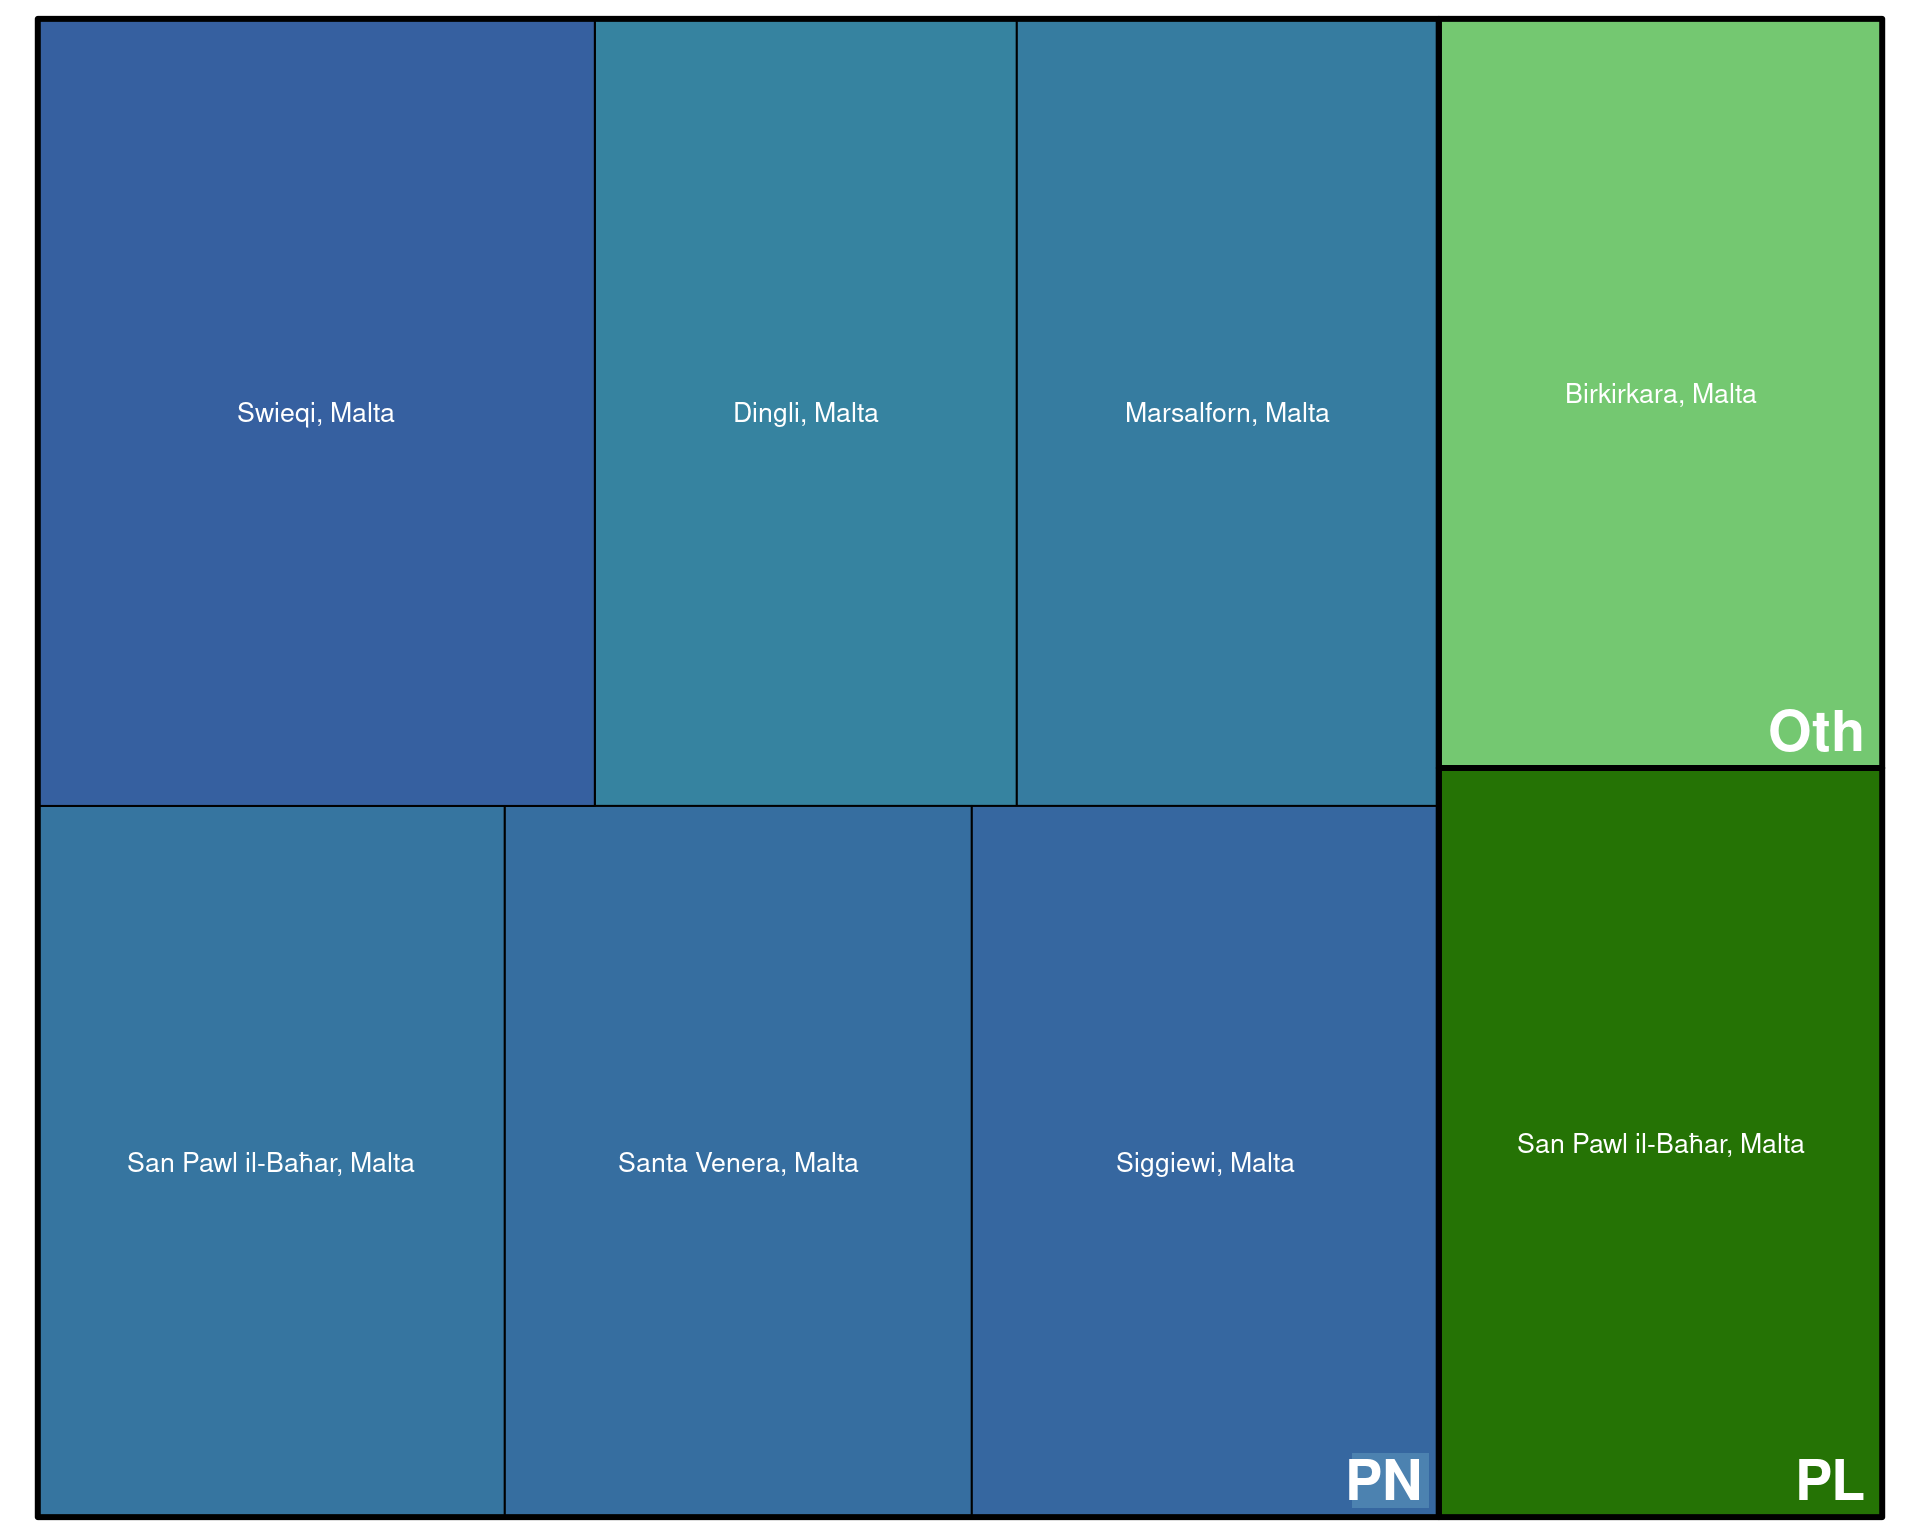 Swieqi, Malta
Dingli, Malta
Marsalforn, Malta
Birkirkara, Malta
Oth
San Pawl il-Baħar, Malta
Santa Venera, Malta
Siggiewi, Malta
PN
San Pawl il-Baħar, Malta
PL